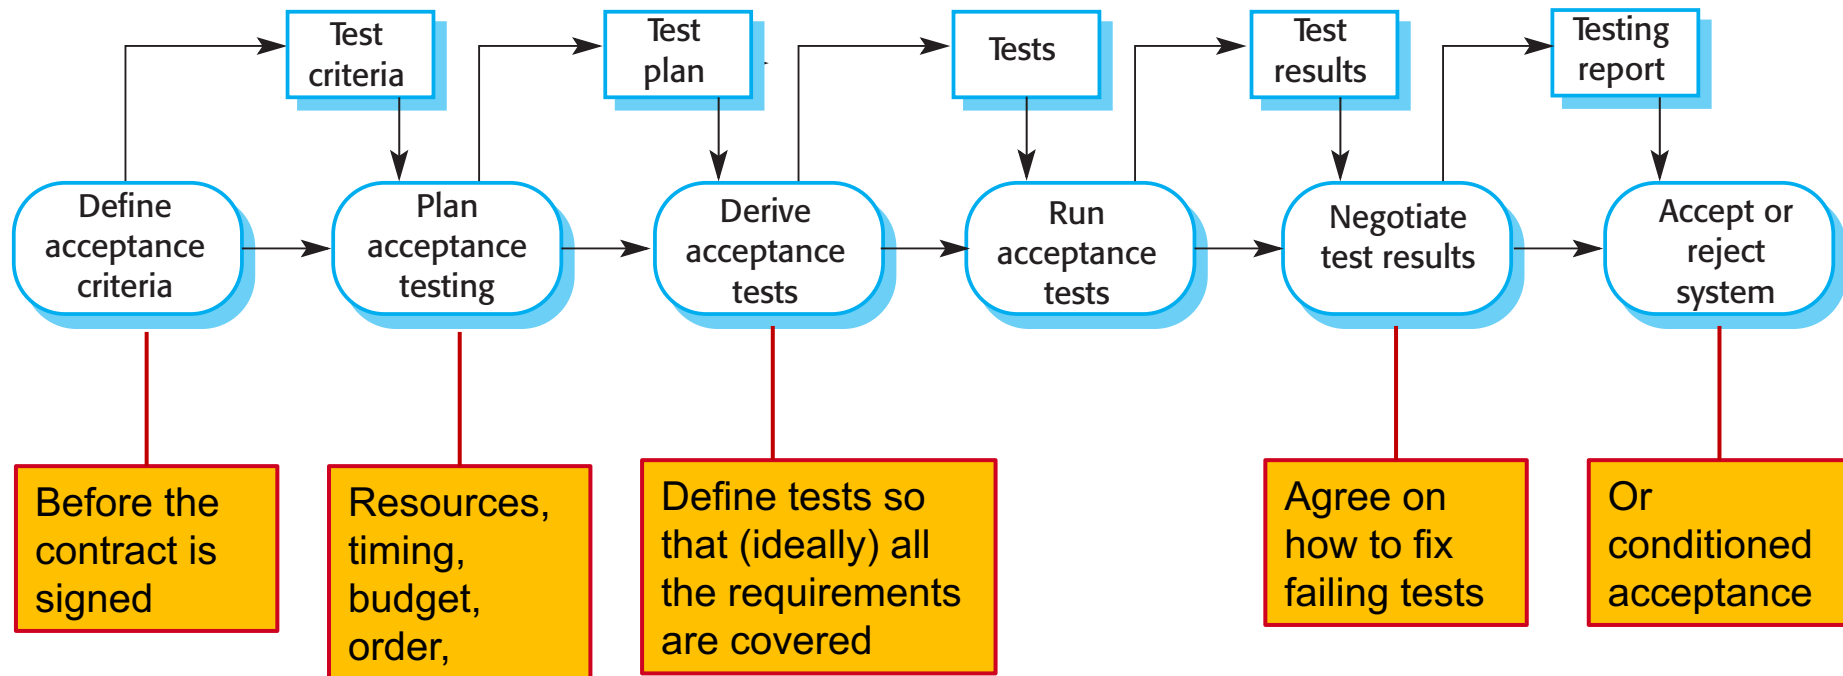 Test
criteria
Test
plan
Tests
Test
results
Testing
report
Define
acceptance
criteria
Plan
acceptance
testing
Derive
acceptance
tests
Run
acceptance
tests
Negotiate
test results
Accept or
reject
system
Before the
contract is
signed
Resources,
timing,
budget,
order,
Define tests so
that (ideally) all
the requirements
are covered
Agree on
how to fix
failing tests
Or
conditioned
acceptance